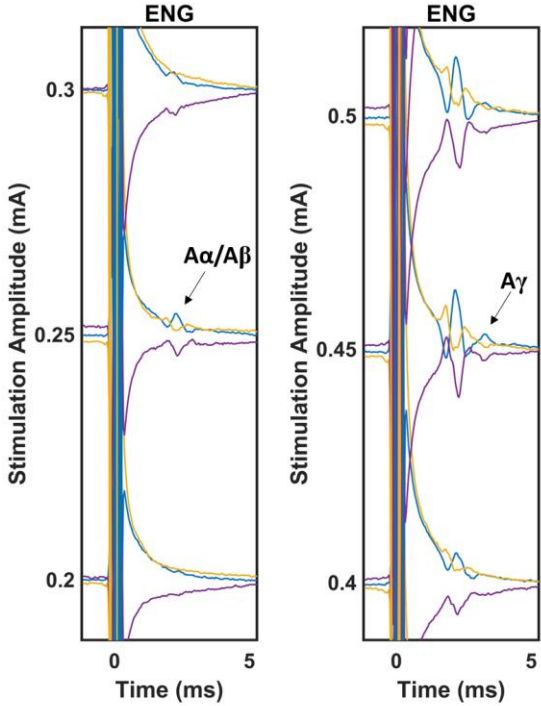 ENG
Stimulation Amplitude (mA)
0.3
0.25
0.2
Aα/Aβ
0
5
Time (ms)
ENG
Stimulation Amplitude (mA)
0.5
0.45
0.4
Aγ
0
5
Time (ms)